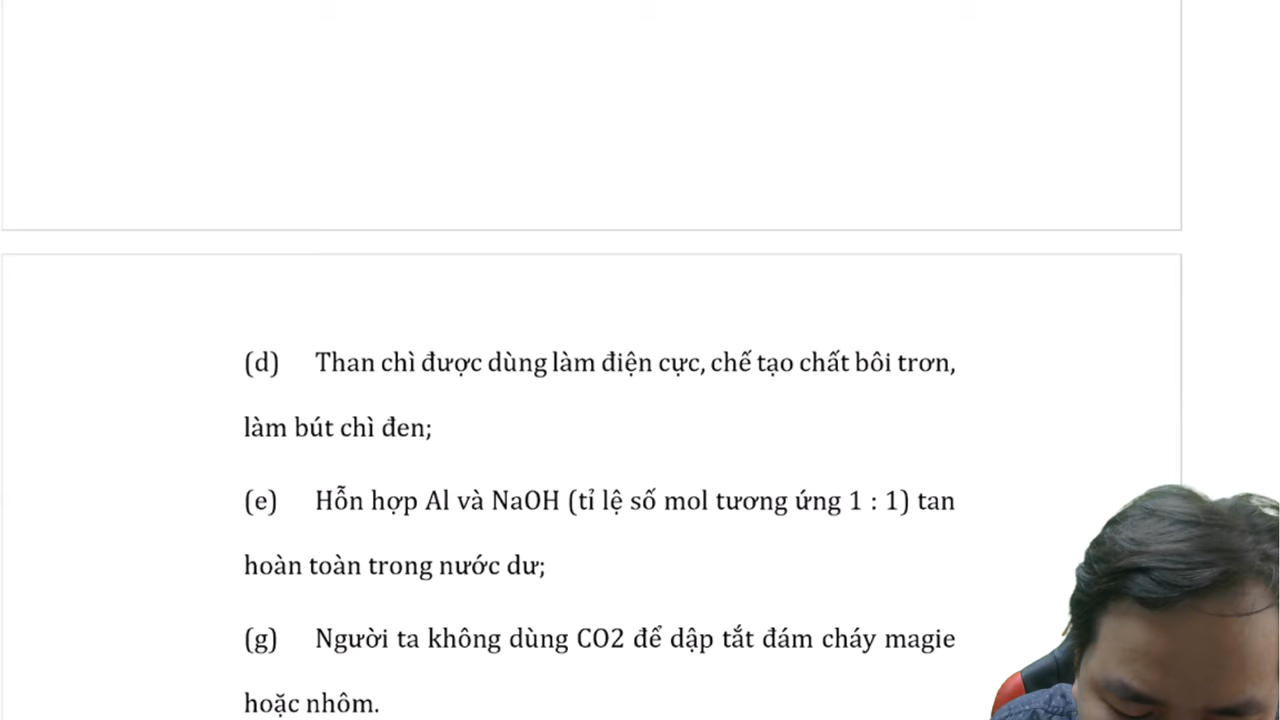 (d) Than chì được dùng làm điện cực, chế tạo chất bôi trơn,
làm bút chì đen;
(e) Hỗn hợp Al và NaOH (tỉ lệ số mol tương ứng 1 : 1) tan
hoàn toàn trong nước dư;
(g) Người ta không dùng CO2 để dập tắt đám cháy magie
hoặc nhôm.